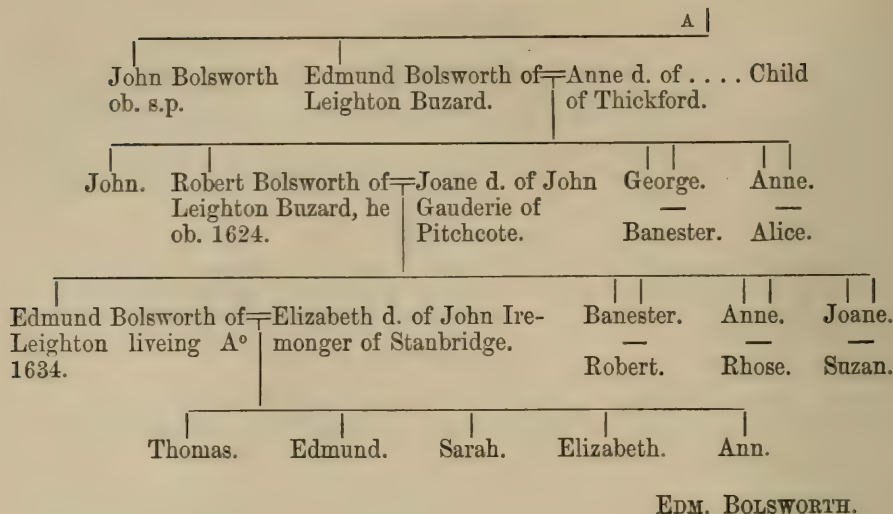 A
John Bolsworth ob. s.p.
Edmund Bolsworth of Leighton Buzard.
Anne d. of .... Child of Thickford.
John.
Robert Bolsworth of Leighton Buzard, he ob. 1624.
Joane d. of John Gauderie of Pitchcote.
George.
—
Banester.
Anne.
—
Alice.
Edmund Bolsworth of Leighton liveing Aº 1634.
Elizabeth d. of John Iremonger of Stanbridge.
Banester.
—
Robert.
Anne.
—
Rhose.
Joane.
—
Suzan.
Thomas. Edmund. Sarah. Elizabeth. Ann.
EDM. BOLSWORTH.